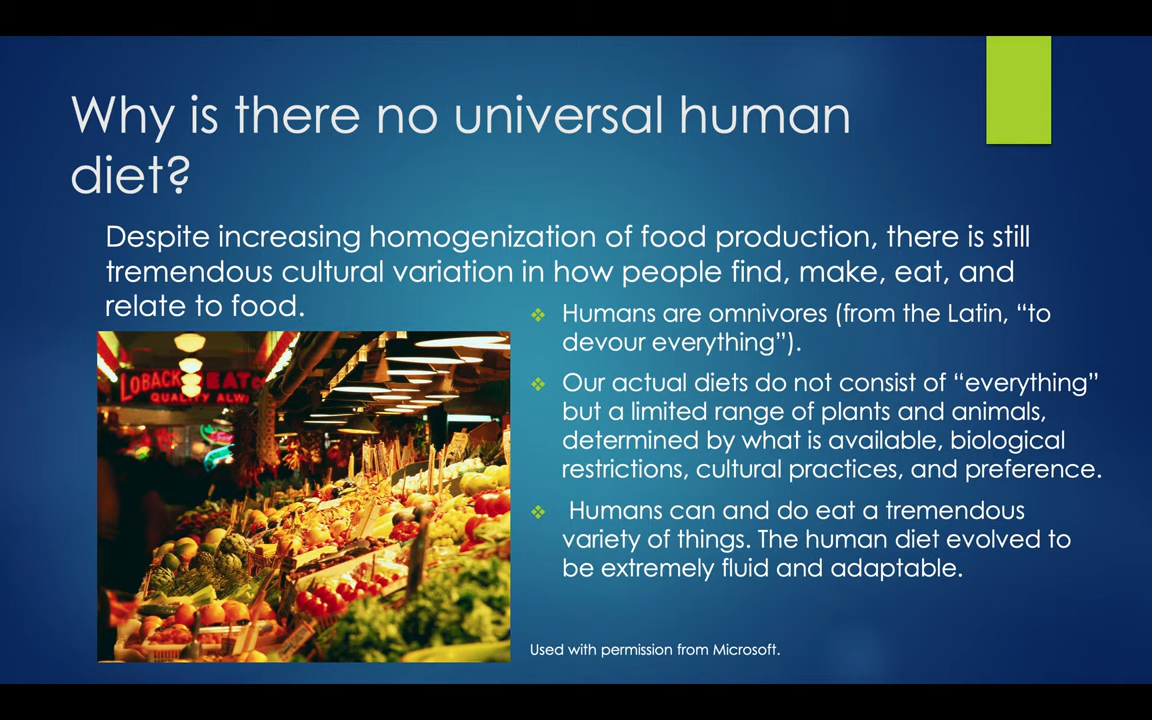 Why is there no universal human
diet?
Despite increasing homogenization of food production, there is still
tremendous cultural variation in how people find, make, eat, and
relate to food.
❖ Humans are omnivores (from the Latin, “to
devour everything”).
❖ Our actual diets do not consist of “everything”
but a limited range of plants and animals,
determined by what is available, biological
restrictions, cultural practices, and preference.
❖ Humans can and do eat a tremendous
variety of things. The human diet evolved to
be extremely fluid and adaptable.
LOBACK
QUALITY ALW
Used with permission from Microsoft.